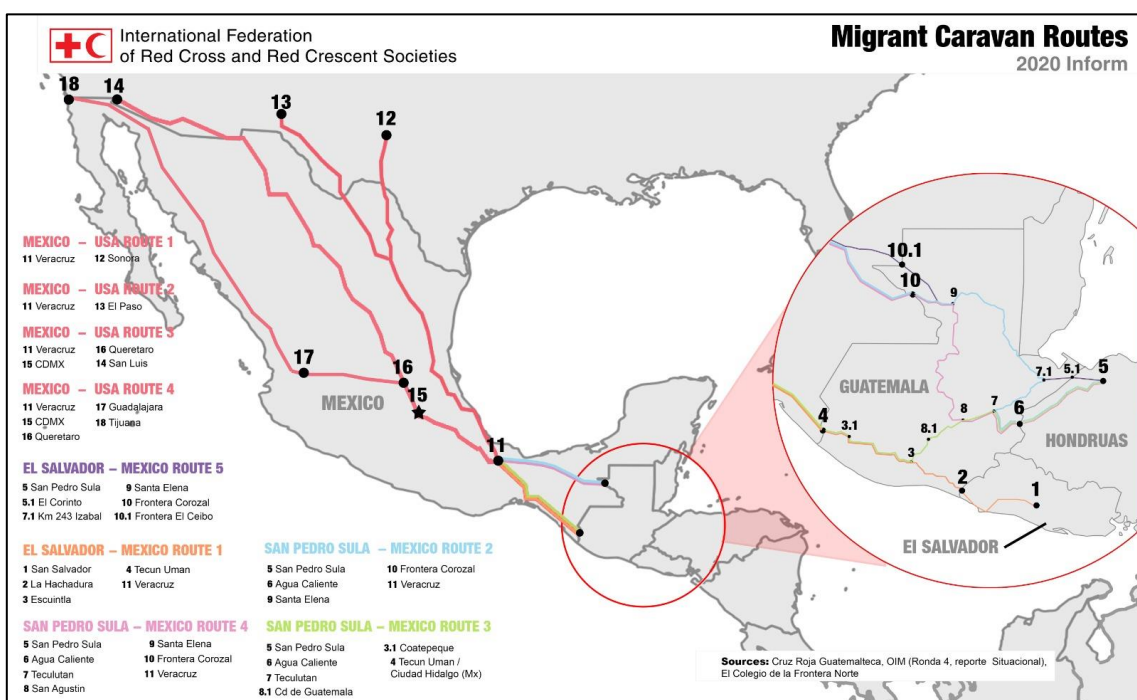 International Federation
of Red Cross and Red Crescent Societies
Migrant Caravan Routes
2020 Inform
18
14
13
12
17
16
15
11
MEXICO
MEXICO – USA ROUTE 1
11 Veracruz 12 Sonora
MEXICO – USA ROUTE 2
11 Veracruz 13 El Paso
MEXICO – USA ROUTE 3
11 Veracruz 16 Queretaro
15 CDMX 14 San Luis
MEXICO – USA ROUTE 4
11 Veracruz 17 Guadalajara
15 CDMX 18 Tijuana
16 Queretaro
EL SALVADOR – MEXICO ROUTE 5
5 San Pedro Sula 9 Santa Elena
5.1 El Corinto 10 Frontera Corozal
7.1 Km 243 Izabal 10.1 Frontera El Ceibo
EL SALVADOR – MEXICO ROUTE 1
1 San Salvador 4 Tecun Uman
2 La Hachadura 11 Veracruz
3 Escuintla
SAN PEDRO SULA – MEXICO ROUTE 2
5 San Pedro Sula 10 Frontera Corozal
6 Agua Caliente 11 Veracruz
9 Santa Elena
SAN PEDRO SULA – MEXICO ROUTE 4
5 San Pedro Sula 9 Santa Elena
6 Agua Caliente 10 Frontera Corozal
7 Teculutan 11 Veracruz
8 San Agustin
SAN PEDRO SULA – MEXICO ROUTE 3
5 San Pedro Sula 3.1 Coatepeque
6 Agua Caliente 4 Tecun Uman /
7 Teculutan Ciudad Hidalgo (Mx)
8.1 Cd de Guatemala
10.1
10
9
7.1
5.1
5
GUATEMALA
7
6
8
8.1
4
3.1
3
HONDRUAS
2
1
El SALVADOR
Sources: Cruz Roja Guatemalteca, OIM (Ronda 4, reporte Situacional),
El Colegio de la Frontera Norte